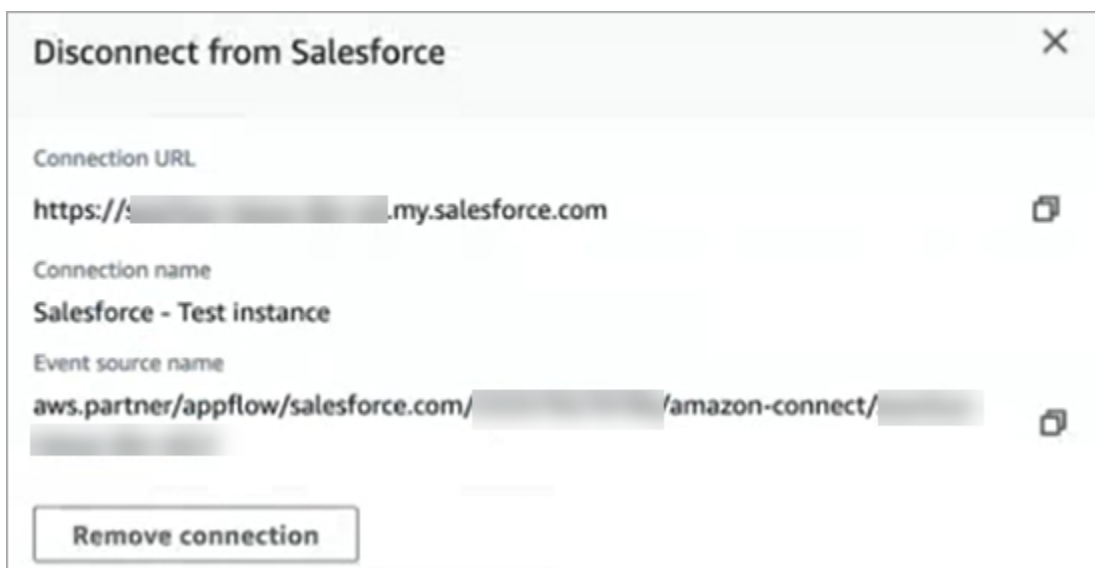 Disconnect from Salesforce
Connection URL
https://s .my.salesforce.com
Connection name
Salesforce - Test instance
Event source name
aws.partner/appflow/salesforce.com/ /amazon-connect/
Remove connection